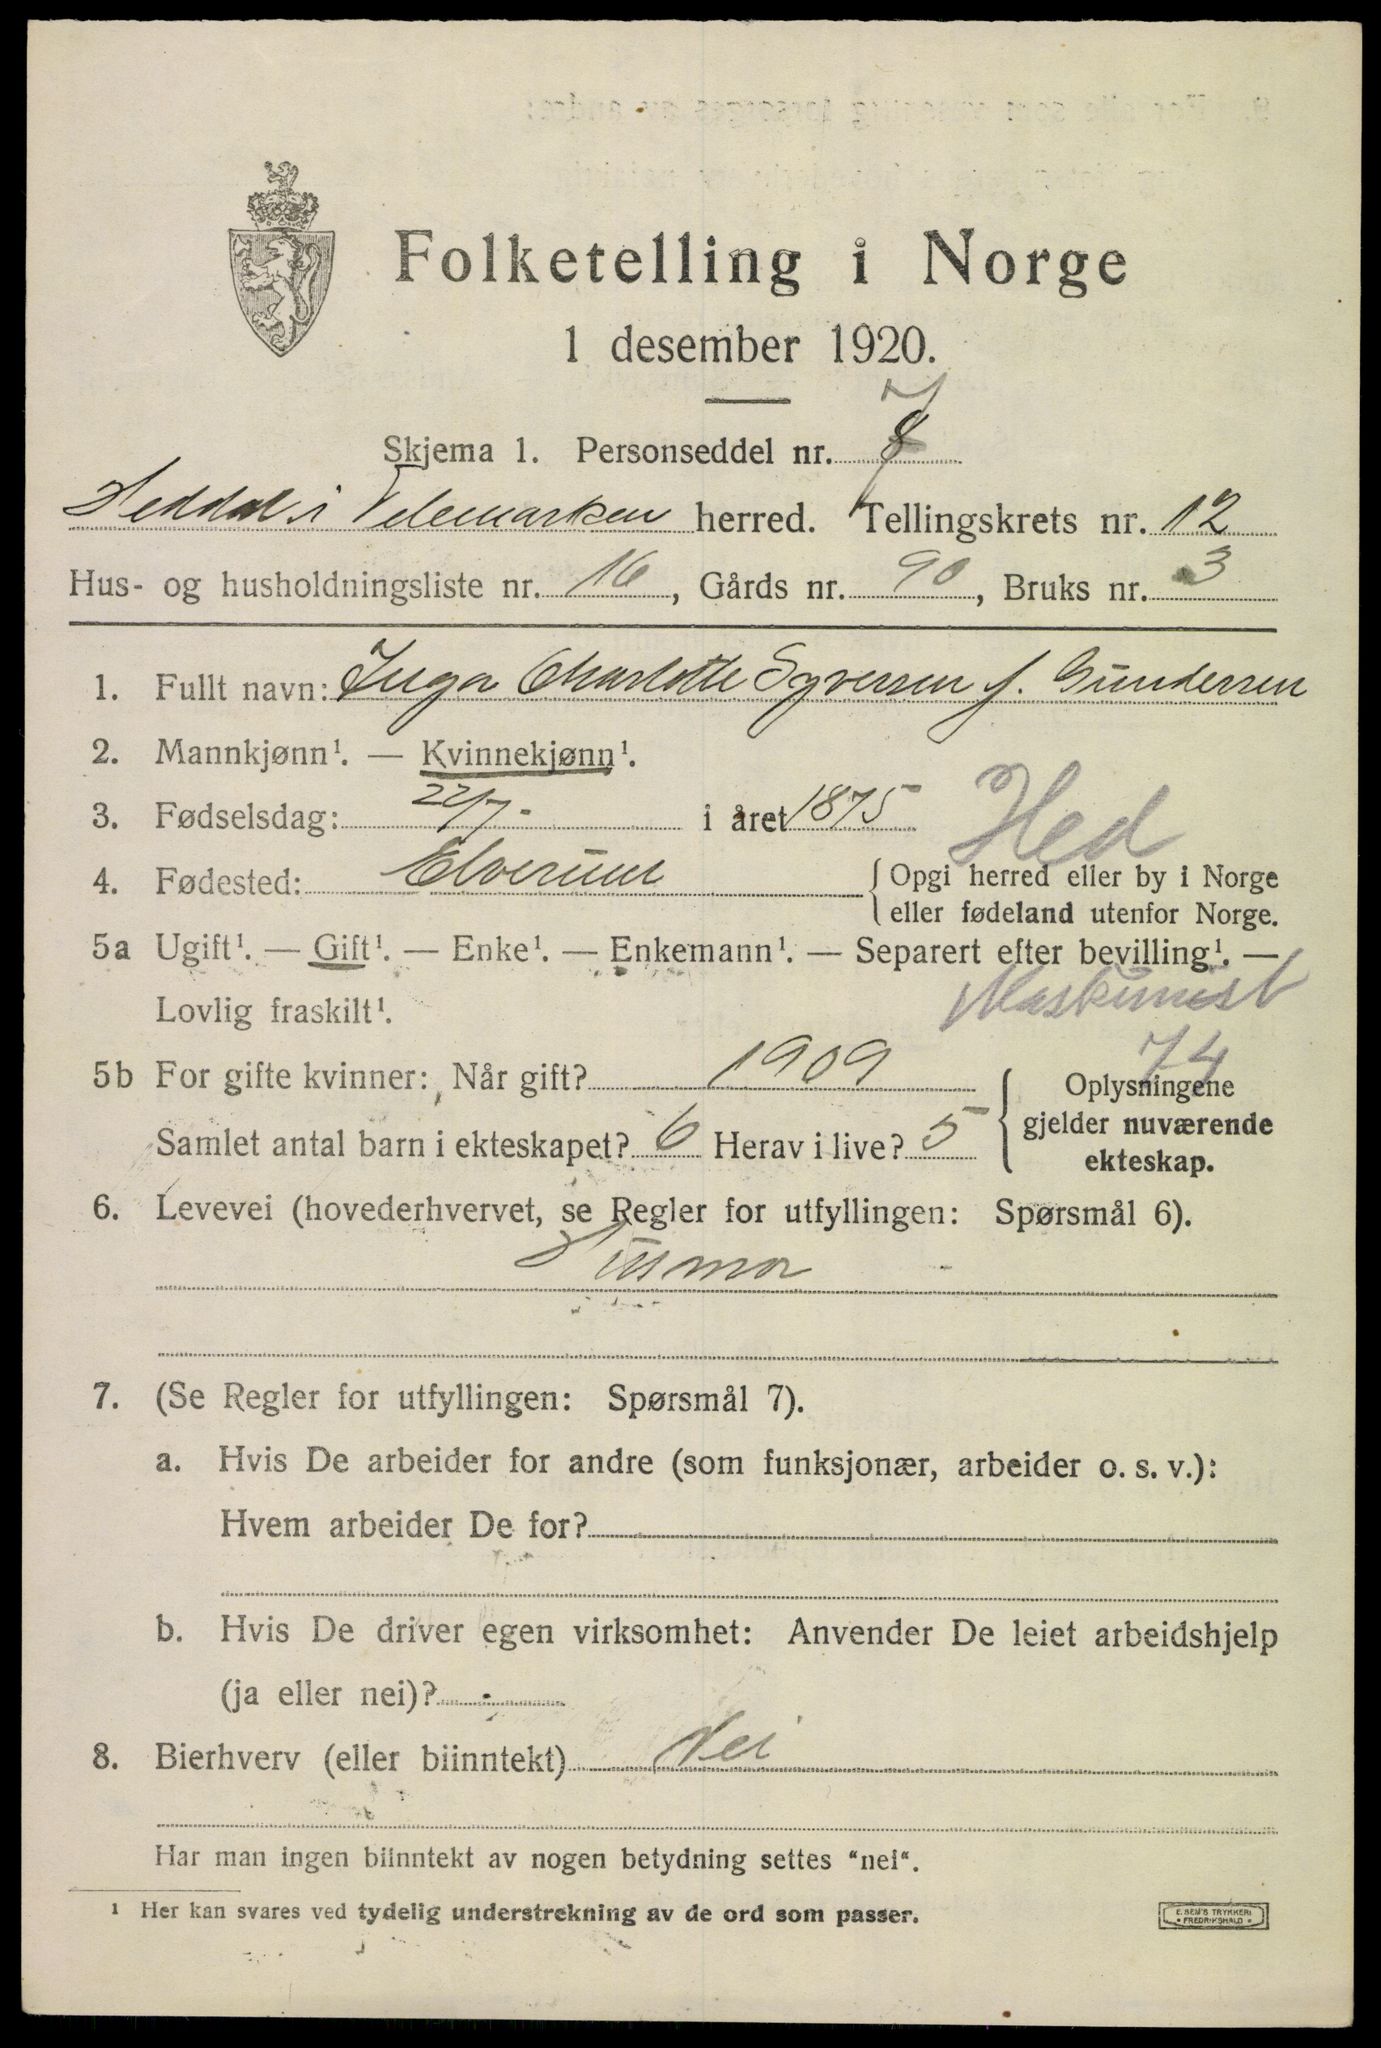 Folketelling i Norge
1 desember 1920.
Skjema 1. Personseddel nr. 7
Heddal i Telemarken herred. Tellingskrets nr. 12
Hus- og husholdningsliste nr. 16, Gårds nr. 90, Bruks nr. 3
1. Fullt navn: Inga Charlotte Syversen f. Gundersen
2. Mannkjønn¹. — Kvinnekjønn¹.
3. Fødselsdag: 22/7. i året 1875
Hed
4. Fødested: Elverum { Opgi herred eller by i Norge
eller fødeland utenfor Norge.
5a Ugift¹. — Gift¹. — Enke¹. — Enkemann¹. — Separert efter bevilling¹. —
Lovlig fraskilt¹.
Maskinist
74
5b For gifte kvinner: Når gift? 1909
Samlet antal barn i ekteskapet? 6 Herav i live? 5
{ Oplysningene
gjelder nuværende
ekteskap.
6. Levevei (hovederhvervet, se Regler for utfyllingen: Spørsmål 6).
Husmor
7. (Se Regler for utfyllingen: Spørsmål 7).
a. Hvis De arbeider for andre (som funksjonær, arbeider o. s. v.):
Hvem arbeider De for?
b. Hvis De driver egen virksomhet: Anvender De leiet arbeidshjelp
(ja eller nei)?
8. Bierhverv (eller biinntekt) Nei
Har man ingen biinntekt av nogen betydning settes "nei".
¹ Her kan svares ved tydelig understrekning av de ord som passer.
E. SEM'S TRYKKERI
• FREDRIKSHALD •